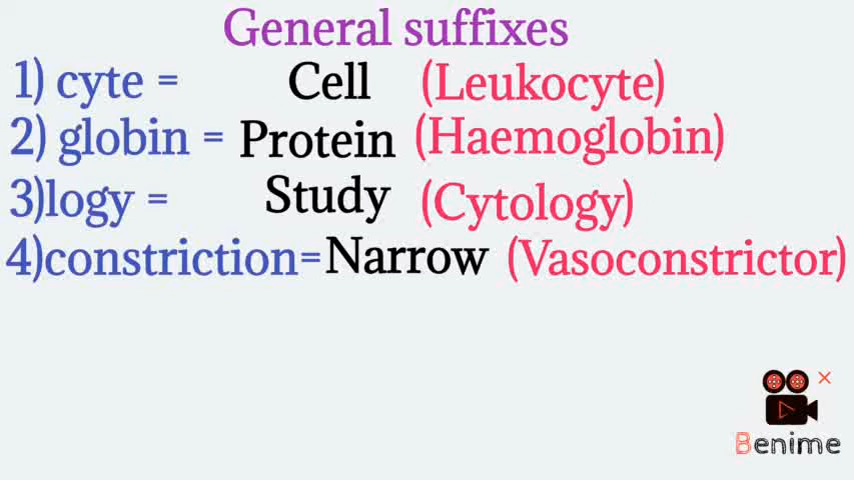 General suffixes
1) cyte = Cell (Leukocyte)
2) globin = Protein (Haemoglobin)
3)logy = Study (Cytology)
4)constriction= Narrow (Vasoconstrictor)
Benime